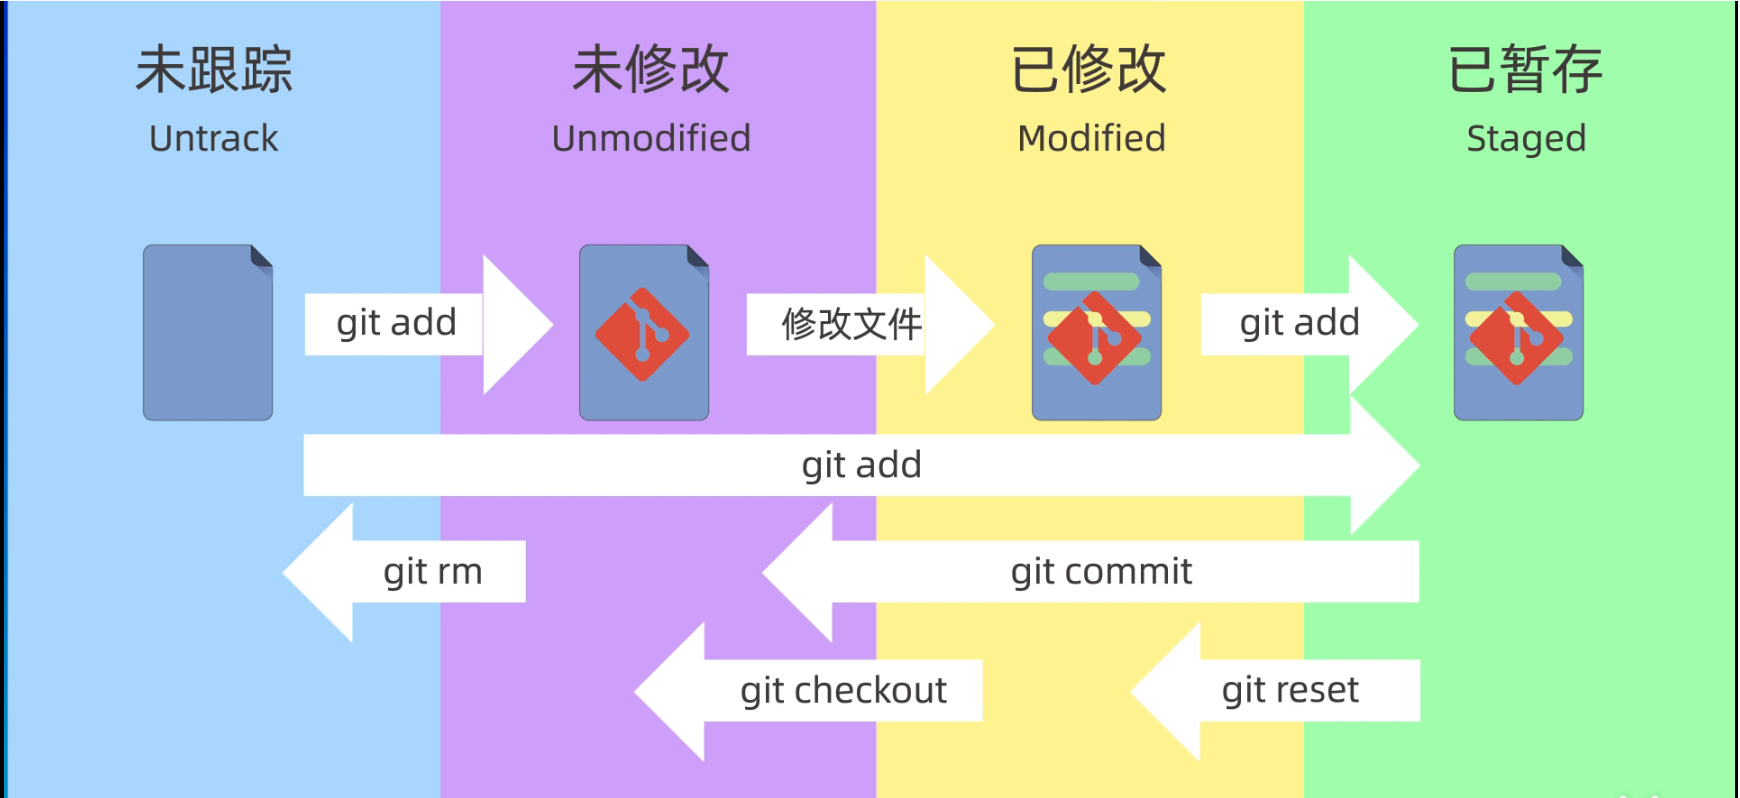 未跟踪
Untrack
未修改
Unmodified
已修改
Modified
已暂存
Staged
git add
修改文件
git add
git add
git rm
git commit
git checkout
git reset